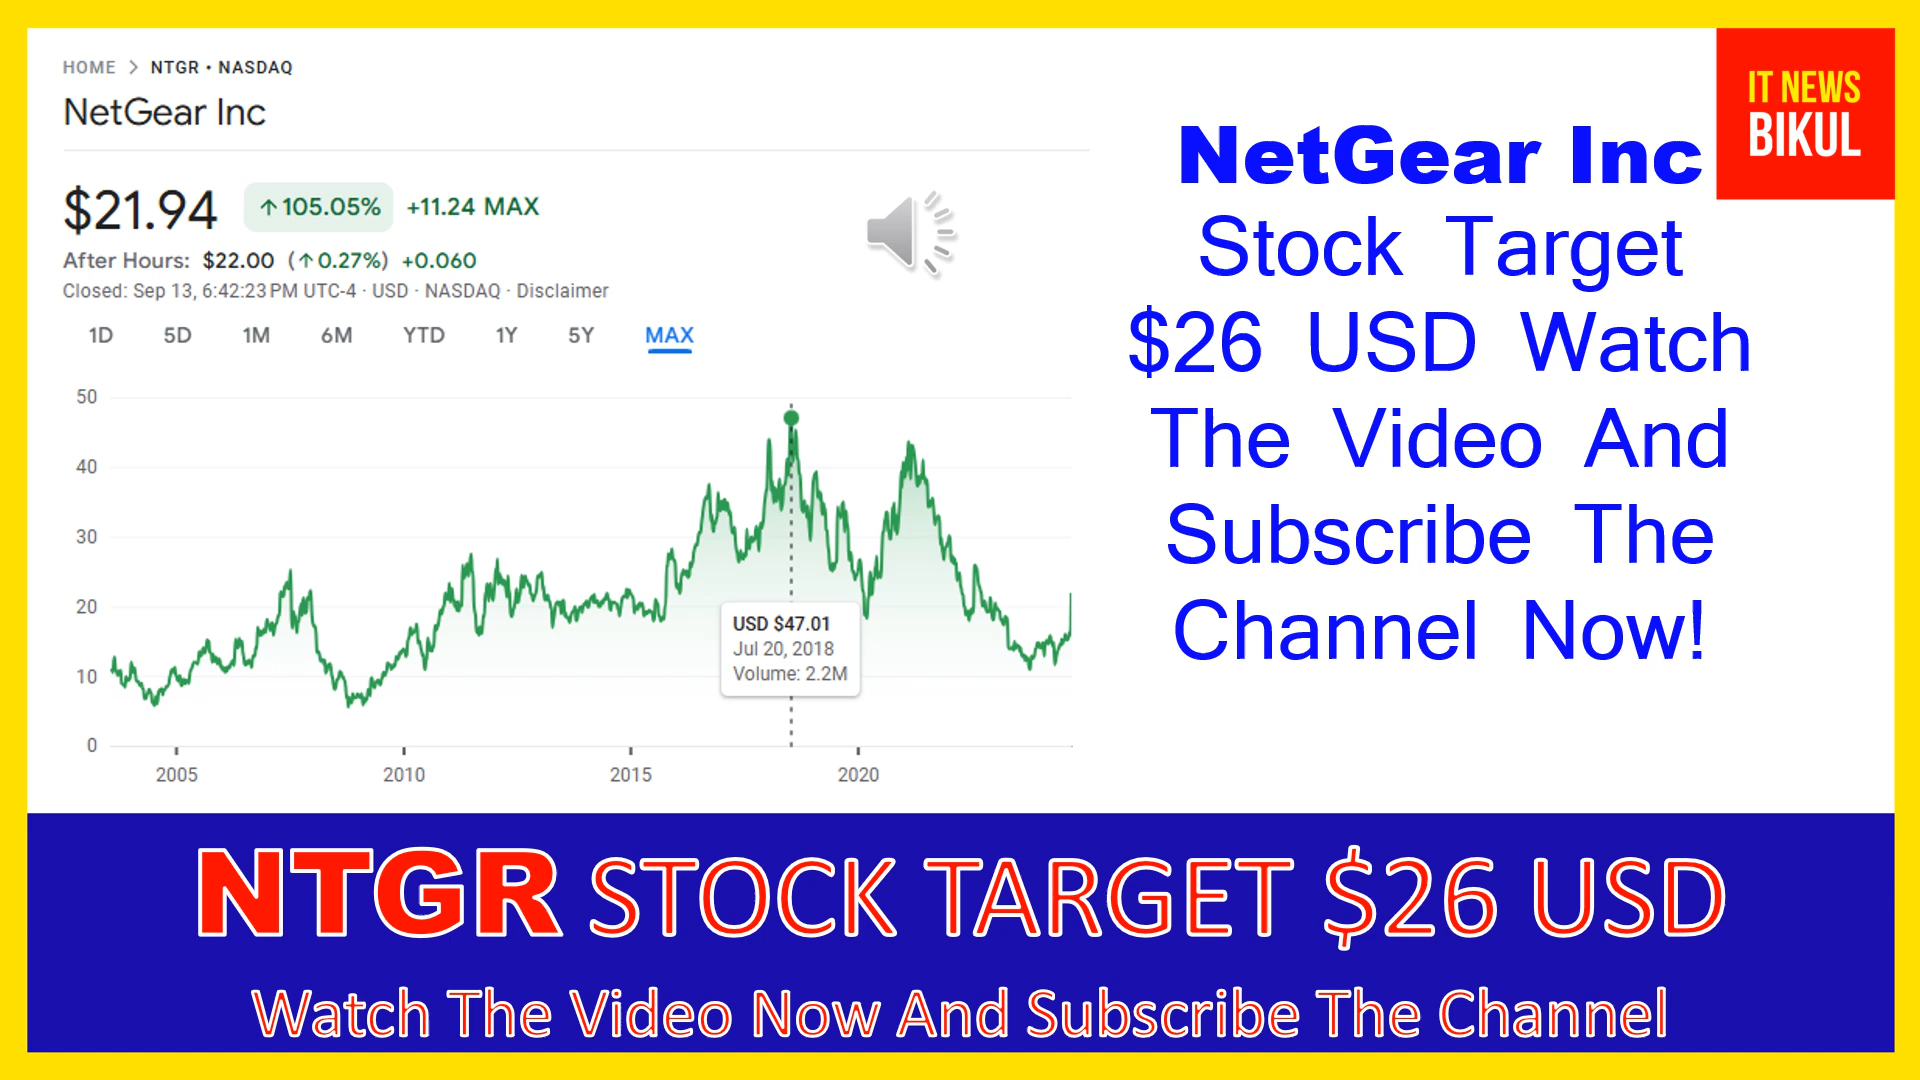 HOME > NTGR • NASDAQ
NetGear Inc
$21.94 ↑105.05% +11.24 MAX
After Hours: $22.00 (↑0.27%) +0.060
Closed: Sep 13, 6:42:23 PM UTC-4 · USD · NASDAQ · Disclaimer
1D 5D 1M 6M YTD 1Y 5Y MAX
50
40
30
20
10
0
USD $47.01
Jul 20, 2018
Volume: 2.2M
2005 2010 2015 2020
IT NEWS
BIKUL
NetGear Inc
Stock Target
$26 USD Watch
The Video And
Subscribe The
Channel Now!
NTGR STOCK TARGET $26 USD
Watch The Video Now And Subscribe The Channel